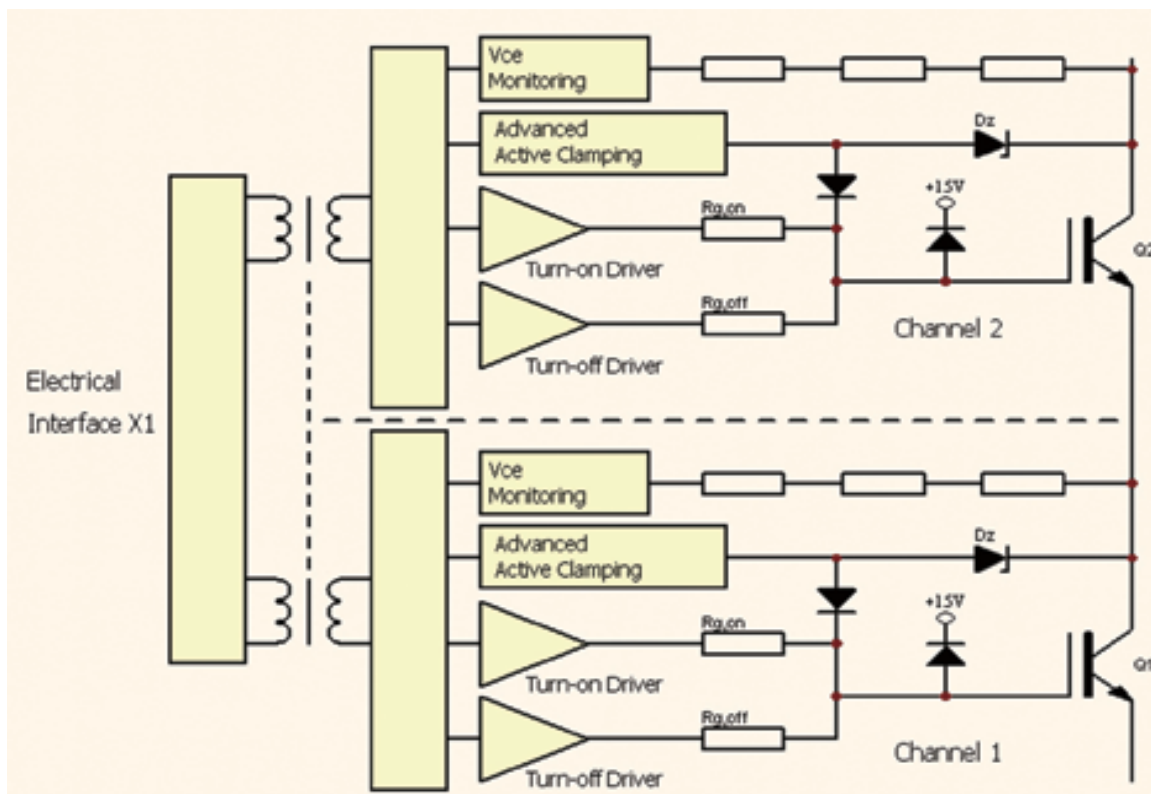 Vce
Monitoring
Advanced
Active Clamping
Dz
+15V
Rg,on
Q2
Turn-on Driver
Rg,off
Channel 2
Turn-off Driver
Electrical
Interface X1
Vce
Monitoring
Advanced
Active Clamping
Dz
+15V
Rg,on
Q1
Turn-on Driver
Rg,off
Channel 1
Turn-off Driver